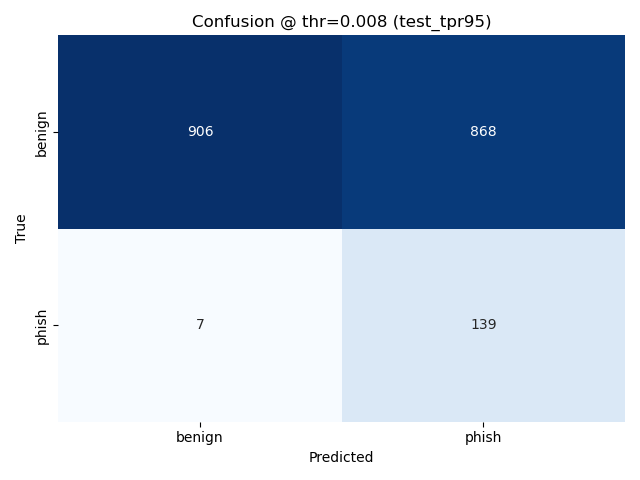 Confusion @ thr=0.008 (test_tpr95)
True
benign
906
868
phish
7
139
benign
phish
Predicted